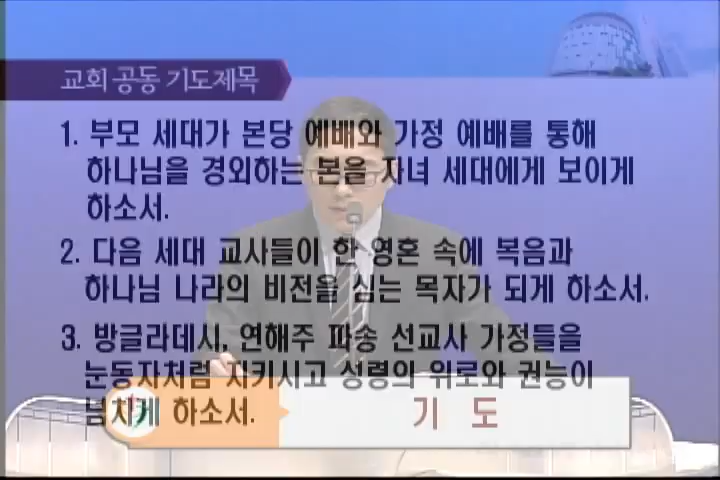 교회 공동 기도제목
1. 부모 세대가 본당 예배와 가정 예배를 통해
하나님을 경외하는 본을 자녀 세대에게 보이게
하소서.
2. 다음 세대 교사들이 한 영혼 속에 복음과
하나님 나라의 비전을 심는 목자가 되게 하소서.
3. 방글라데시, 연해주 파송 선교사 가정들을
눈동자처럼 지키시고 성령의 위로와 권능이
넘치게 하소서.
기 도